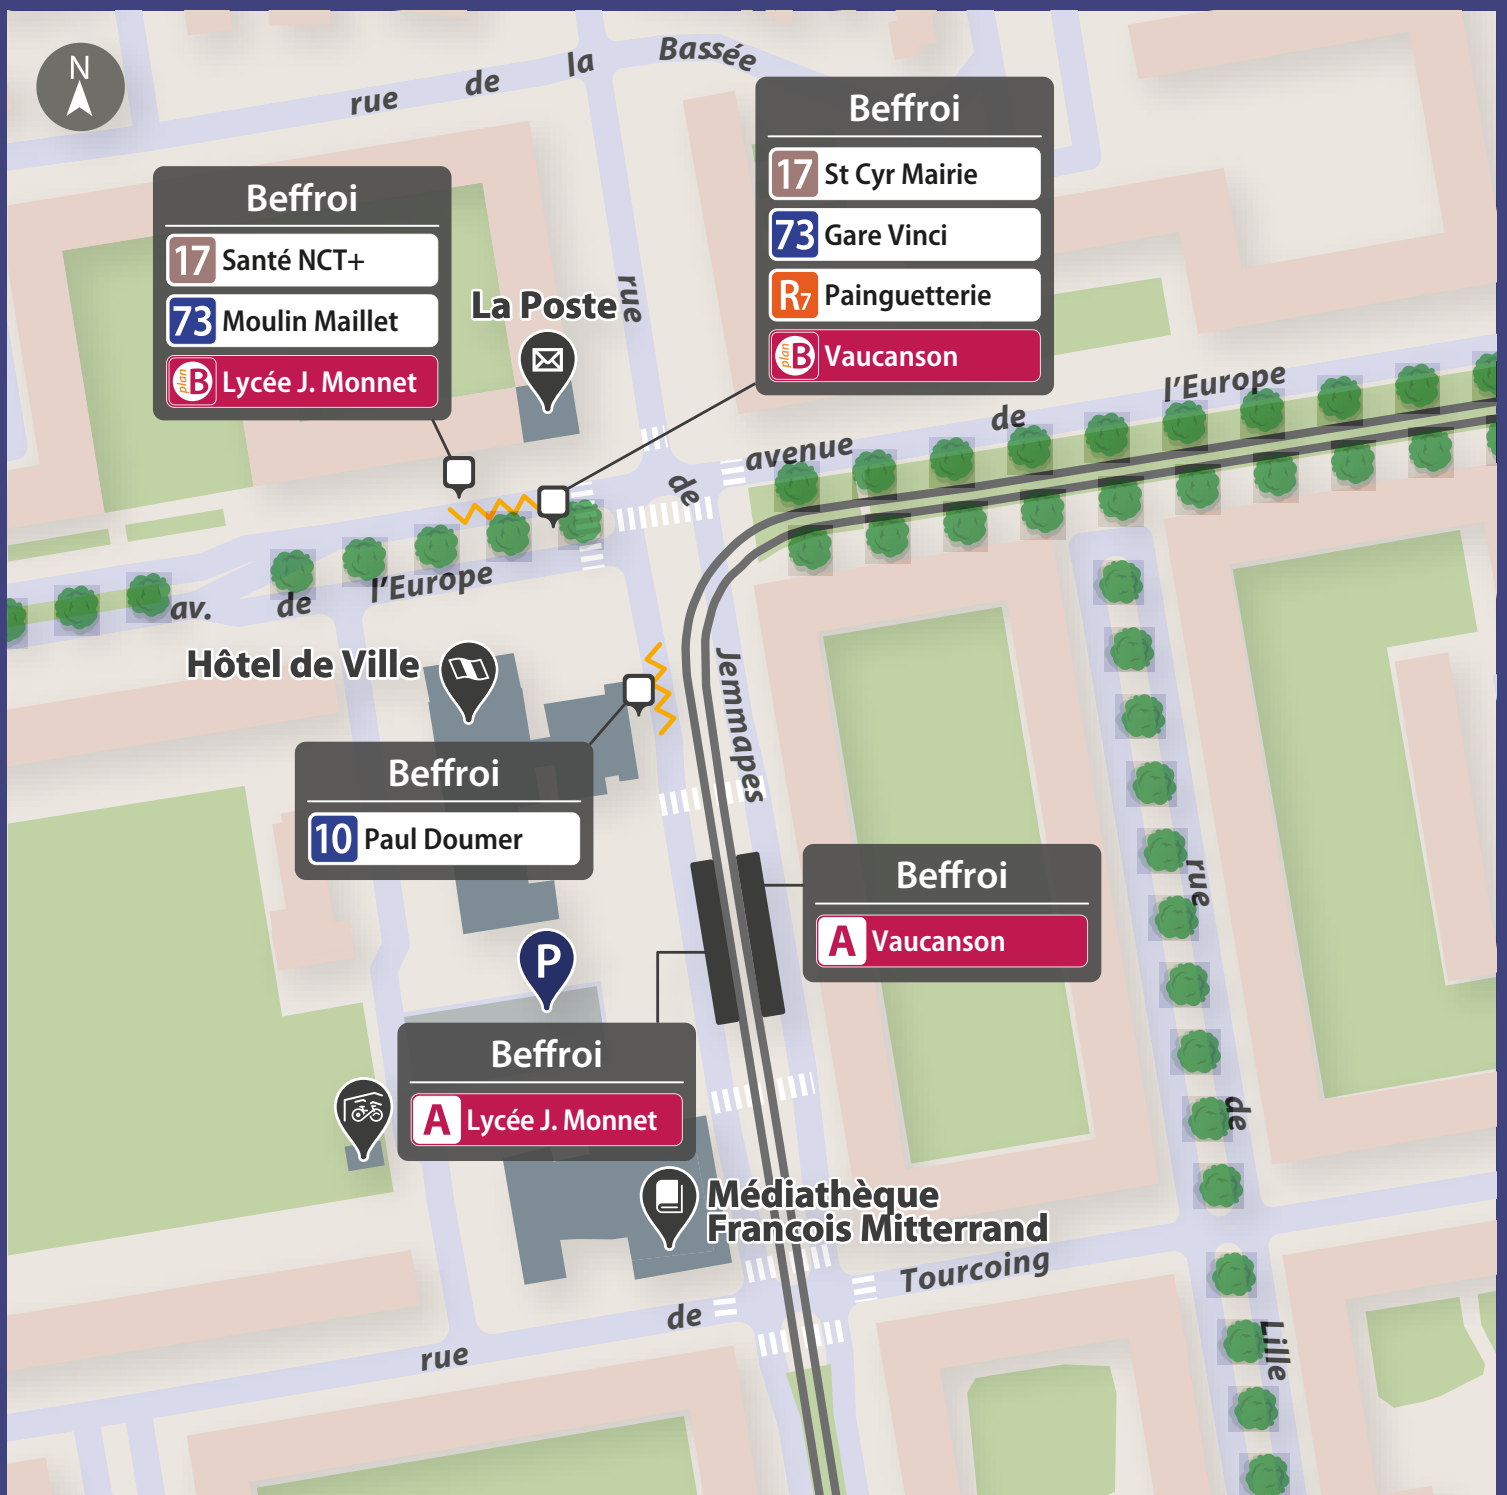 N
rue de la Bassée
Beffroi
17 St Cyr Mairie
73 Gare Vinci
R7 Painguetterie
plan B Vaucanson
Beffroi
17 Santé NCT+
73 Moulin Maillet
plan B Lycée J. Monnet
La Poste
rue
de
Jemmapes
avenue de l'Europe
av. de l'Europe
Hôtel de Ville
Beffroi
10 Paul Doumer
Beffroi
A Vaucanson
P
Beffroi
A Lycée J. Monnet
Médiathèque
Francois Mitterrand
rue de Tourcoing
rue
de
Lille